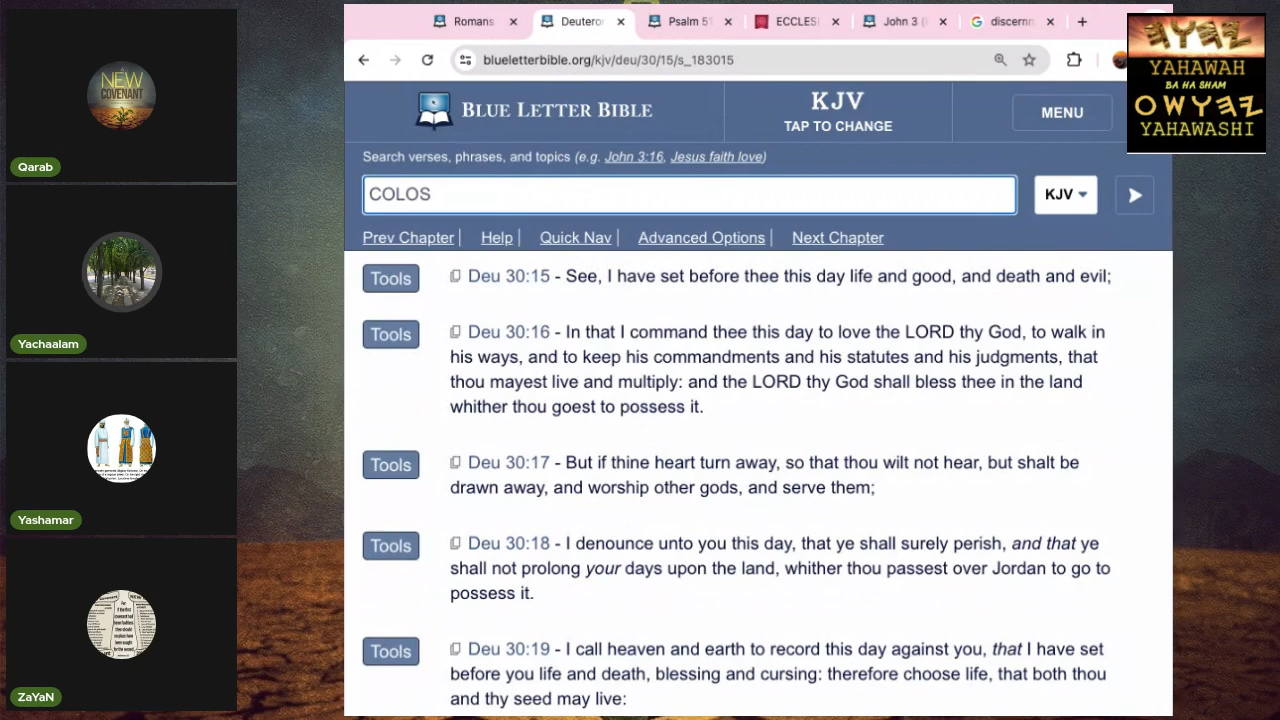 A NEW
COVENANT
Qarab
Yachaalam
Yashamar
ZaYaN
Romans
Deuteror
Psalm 51
ECCLESI
John 3 (
discernm
blueletterbible.org/kjv/deu/30/15/s_183015
BLUE LETTER BIBLE
KJV
TAP TO CHANGE
MENU
Search verses, phrases, and topics (e.g. John 3:16, Jesus faith love)
COLOS
KJV
Prev Chapter | Help | Quick Nav | Advanced Options | Next Chapter
Tools
Deu 30:15 - See, I have set before thee this day life and good, and death and evil;
Tools
Deu 30:16 - In that I command thee this day to love the LORD thy God, to walk in
his ways, and to keep his commandments and his statutes and his judgments, that
thou mayest live and multiply: and the LORD thy God shall bless thee in the land
whither thou goest to possess it.
Tools
Deu 30:17 - But if thine heart turn away, so that thou wilt not hear, but shalt be
drawn away, and worship other gods, and serve them;
Tools
Deu 30:18 - I denounce unto you this day, that ye shall surely perish, and that ye
shall not prolong your days upon the land, whither thou passest over Jordan to go to
possess it.
Tools
Deu 30:19 - I call heaven and earth to record this day against you, that I have set
before you life and death, blessing and cursing: therefore choose life, that both thou
and thy seed may live:
YAHAWAH
BA HA SHAM
YAHAWASHI